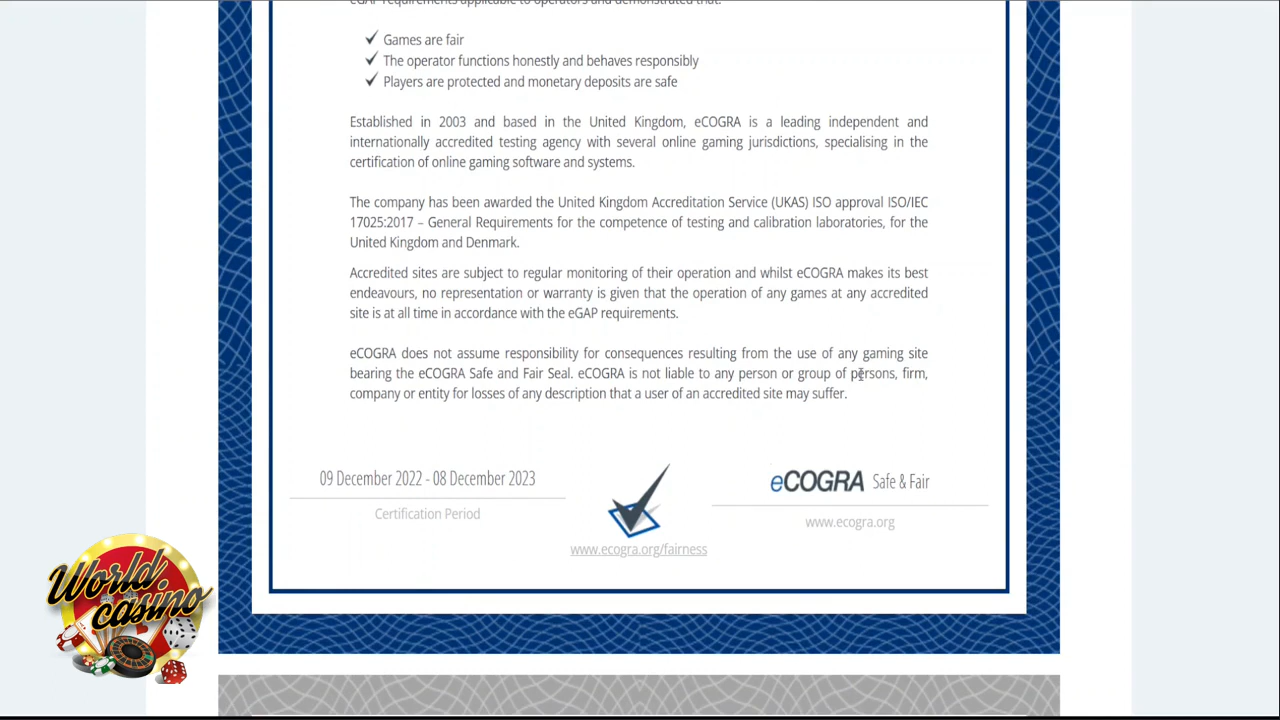 eGAP requirements applicable to operators and demonstrated that:
Games are fair
The operator functions honestly and behaves responsibly
Players are protected and monetary deposits are safe
Established in 2003 and based in the United Kingdom, eCOGRA is a leading independent and
internationally accredited testing agency with several online gaming jurisdictions, specialising in the
certification of online gaming software and systems.
The company has been awarded the United Kingdom Accreditation Service (UKAS) ISO approval ISO/IEC
17025:2017 – General Requirements for the competence of testing and calibration laboratories, for the
United Kingdom and Denmark.
Accredited sites are subject to regular monitoring of their operation and whilst eCOGRA makes its best
endeavours, no representation or warranty is given that the operation of any games at any accredited
site is at all time in accordance with the eGAP requirements.
eCOGRA does not assume responsibility for consequences resulting from the use of any gaming site
bearing the eCOGRA Safe and Fair Seal. eCOGRA is not liable to any person or group of persons, firm,
company or entity for losses of any description that a user of an accredited site may suffer.
09 December 2022 - 08 December 2023
Certification Period
eCOGRA Safe & Fair
www.ecogra.org
www.ecogra.org/fairness
World
casino